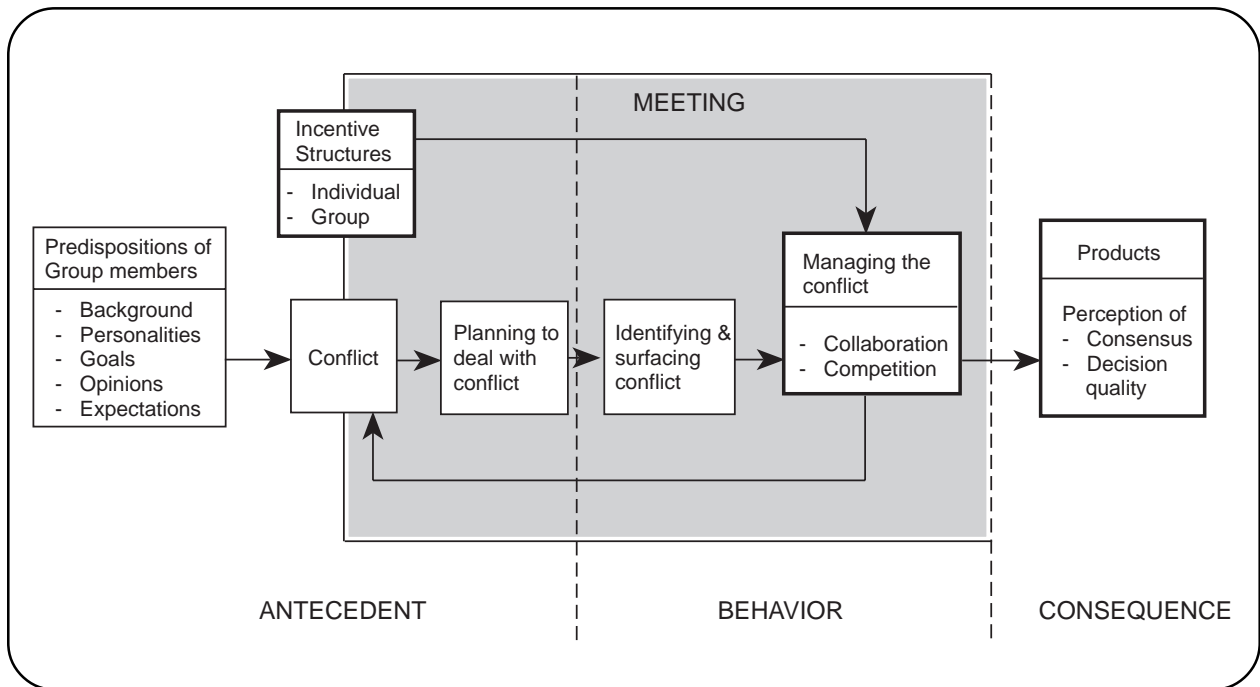 MEETING
Incentive
Structures
- Individual
- Group
Predispositions of
Group members
- Background
- Personalities
- Goals
- Opinions
- Expectations
Conflict
Planning to
deal with
conflict
Identifying &
surfacing
conflict
Managing the
conflict
- Collaboration
- Competition
Products
Perception of
- Consensus
- Decision
quality
ANTECEDENT
BEHAVIOR
CONSEQUENCE